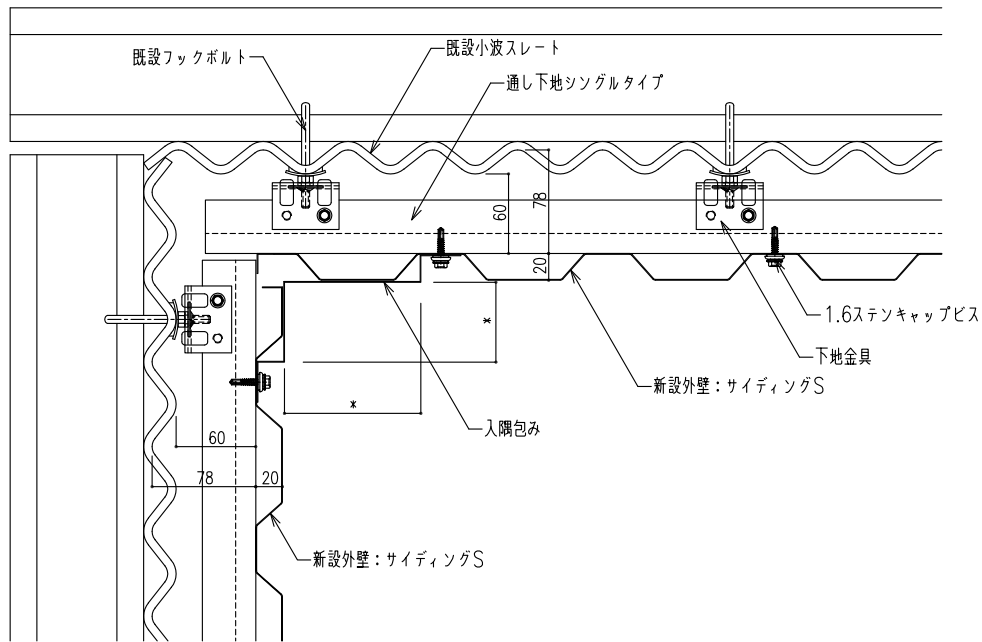 既設フックボルト
既設小波スレート
通し下地シングルタイプ
60
78
20
*
1.6ステンキャップビス
下地金具
新設外壁：サイディングS
*
入隅包み
60
78
20
新設外壁：サイディングS